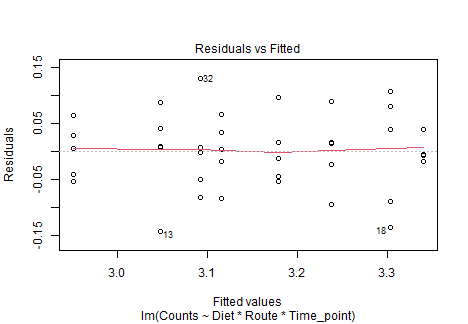 Residuals vs Fitted
Residuals
0.15
0.05
-0.05
-0.15
32
13
18
3.0 3.1 3.2 3.3
Fitted values
lm(Counts ~ Diet * Route * Time_point)